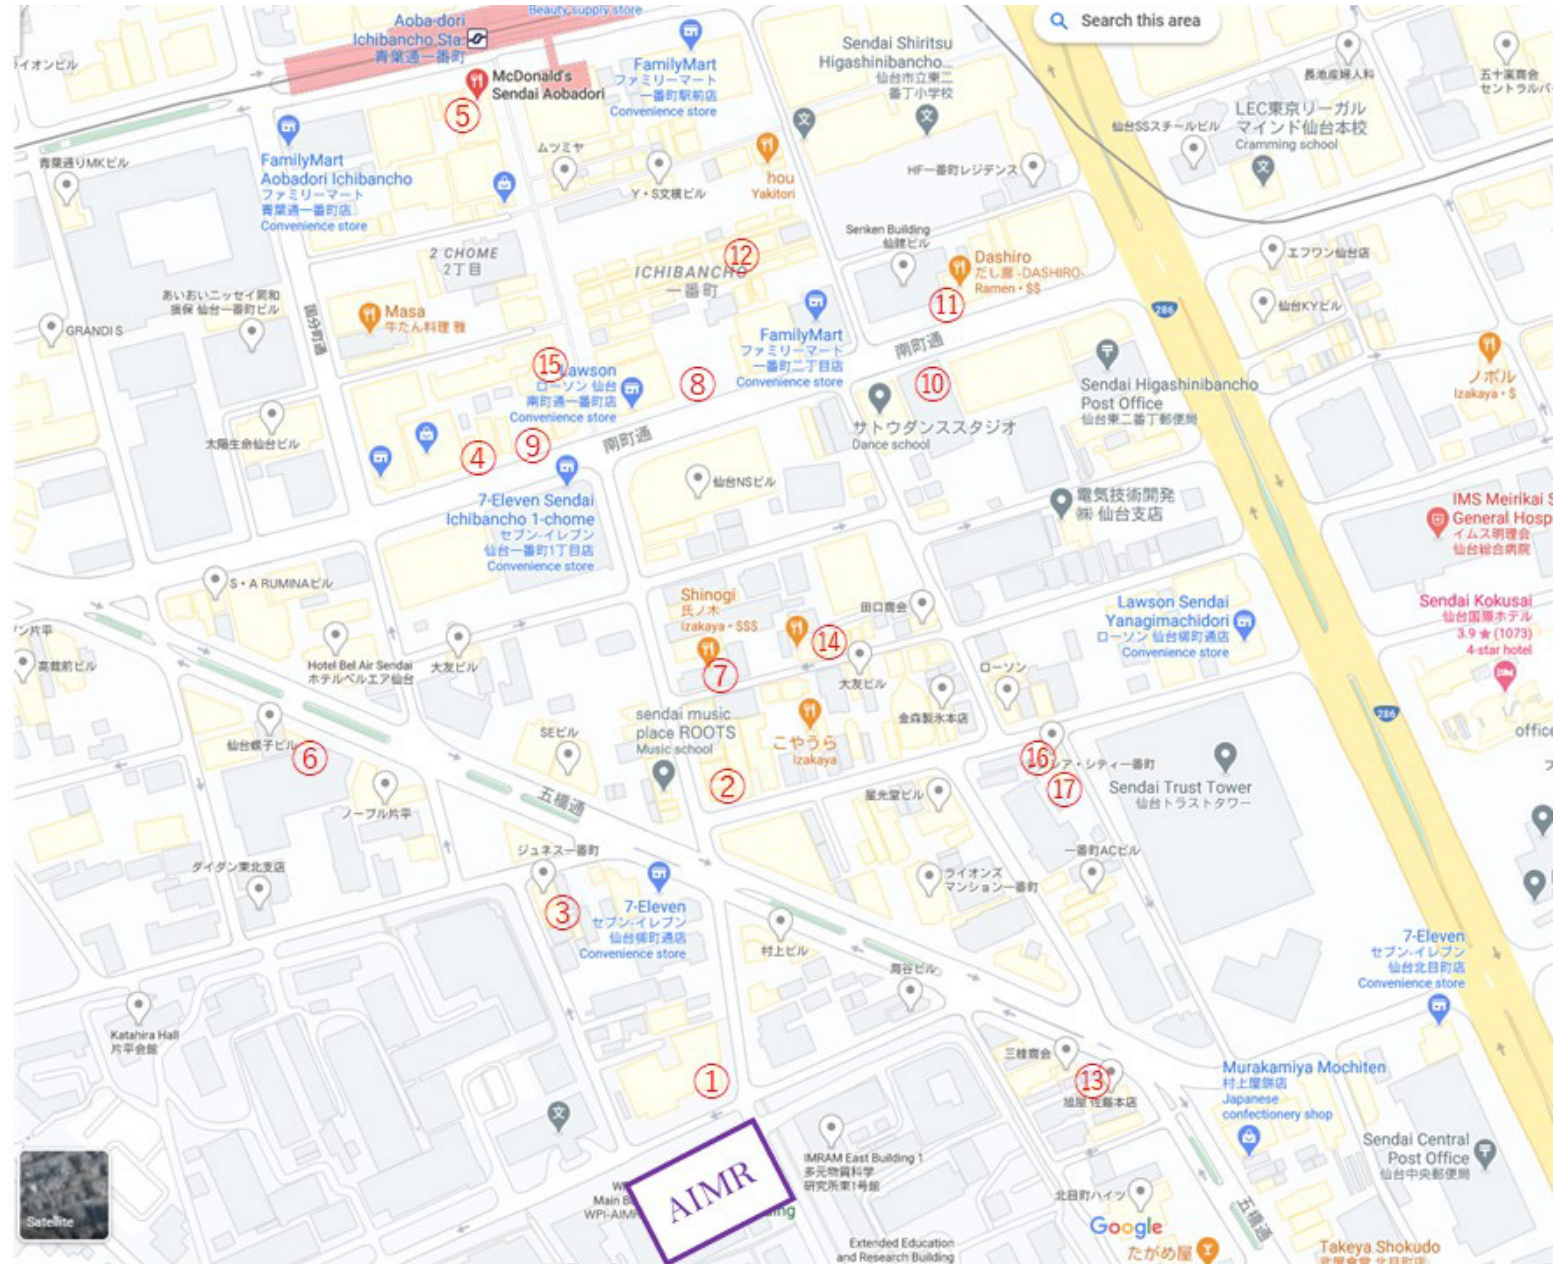 Beauty supply store
Aoba-dori
Ichibancho Sta.
青葉通一番町
McDonald's
Sendai Aobadori
⑤
FamilyMart
ファミリーマート
一番町駅前店
Convenience store
Sendai Shiritsu
Higashinibancho...
仙台市立東二
番丁小学校
Search this area
長池産婦人科
五十嵐商会
LEC東京リーガル
マインド仙台本校
Cramming school
仙台SSスチールビル
イオンビル
青葉通りMKビル
FamilyMart
Aobadori Ichibancho
ファミリーマート
青葉通一番町店
Convenience store
ムツミヤ
Y・S文横ビル
hou
Yakitori
HF一番町レジデンス
Senken Building
仙建ビル
Dashiro
だし廊 -DASHIRO-
Ramen・$$
⑪
エフワン仙台店
仙台KYビル
286
2 CHOME
2丁目
ICHIBANCHO
一番町
⑫
あいおいニッセイ同和
損保 仙台一番町ビル
GRANDI S
国分町通
Masa
牛たん料理 雅
⑮
Lawson
ローソン 仙台
南町通一番町店
Convenience store
⑧
FamilyMart
ファミリーマート
一番町二丁目店
Convenience store
南町通
⑩
サトウダンススタジオ
Dance school
Sendai Higashinibancho
Post Office
仙台東二番丁郵便局
ノボル
Izakaya・$
太陽生命仙台ビル
④
⑨
南町通
7-Eleven Sendai
Ichibancho 1-chome
セブン-イレブン
仙台一番町1丁目店
Convenience store
仙台NSビル
電気技術開発
㈱ 仙台支店
IMS Meirikai S
General Hosp
イムス明理会
仙台総合病院
S・A RUMINAビル
ン片平
高裁前ビル
Hotel Bel Air Sendai
ホテルベルエア仙台
大友ビル
Shinogi
氏ノ木
Izakaya・$$$
⑦
⑭
田口商会
大友ビル
Lawson Sendai
Yanagimachidori
ローソン 仙台柳町通店
Convenience store
Sendai Kokusai
仙台国際ホテル
3.9 ★ (1073)
4-star hotel
ローソン
金森製氷本店
286
office
仙台螺子ビル
⑥
SEビル
sendai music
place ROOTS
Music school
こやうら
Izakaya
②
⑯
シア・シティ一番町
⑰
Sendai Trust Tower
仙台トラストタワー
ノーブル片平
五橋通
星光堂ビル
ダイダン東北支店
ジュネス一番町
③
7-Eleven
セブン-イレブン
仙台柳町通店
Convenience store
ライオンズ
マンション一番町
一番町ACビル
村上ビル
周谷ビル
7-Eleven
セブン-イレブン
仙台北目町店
Convenience store
Katahira Hall
片平会館
①
三桂商会
⑬
旭屋 佐藤本店
Murakamiya Mochiten
村上屋餅店
Japanese
confectionery shop
Sendai Central
Post Office
仙台中央郵便局
AIMR
Main B
WPI-AIMR
ing
IMRAM East Building 1
多元物質科学
研究所東1号館
Extended Education
and Research Building
北目町ハイツ
五橋通
Google
たがめ屋
Takeya Shokudo
Satellite